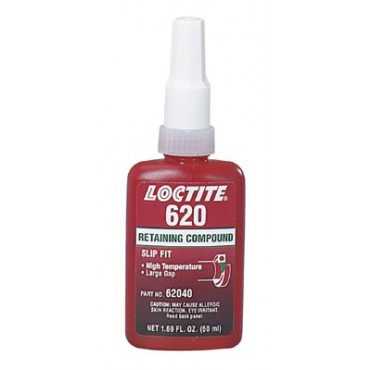 LOCTITE®
620
RETAINING COMPOUND
SLIP FIT
• High Temperature
• Large Gap
PART NO. 62040
CAUTION: MAY CAUSE ALLERGIC
SKIN REACTION. EYE IRRITANT.
Read back panel.
NET 1.69 FL. OZ. (50 ml)